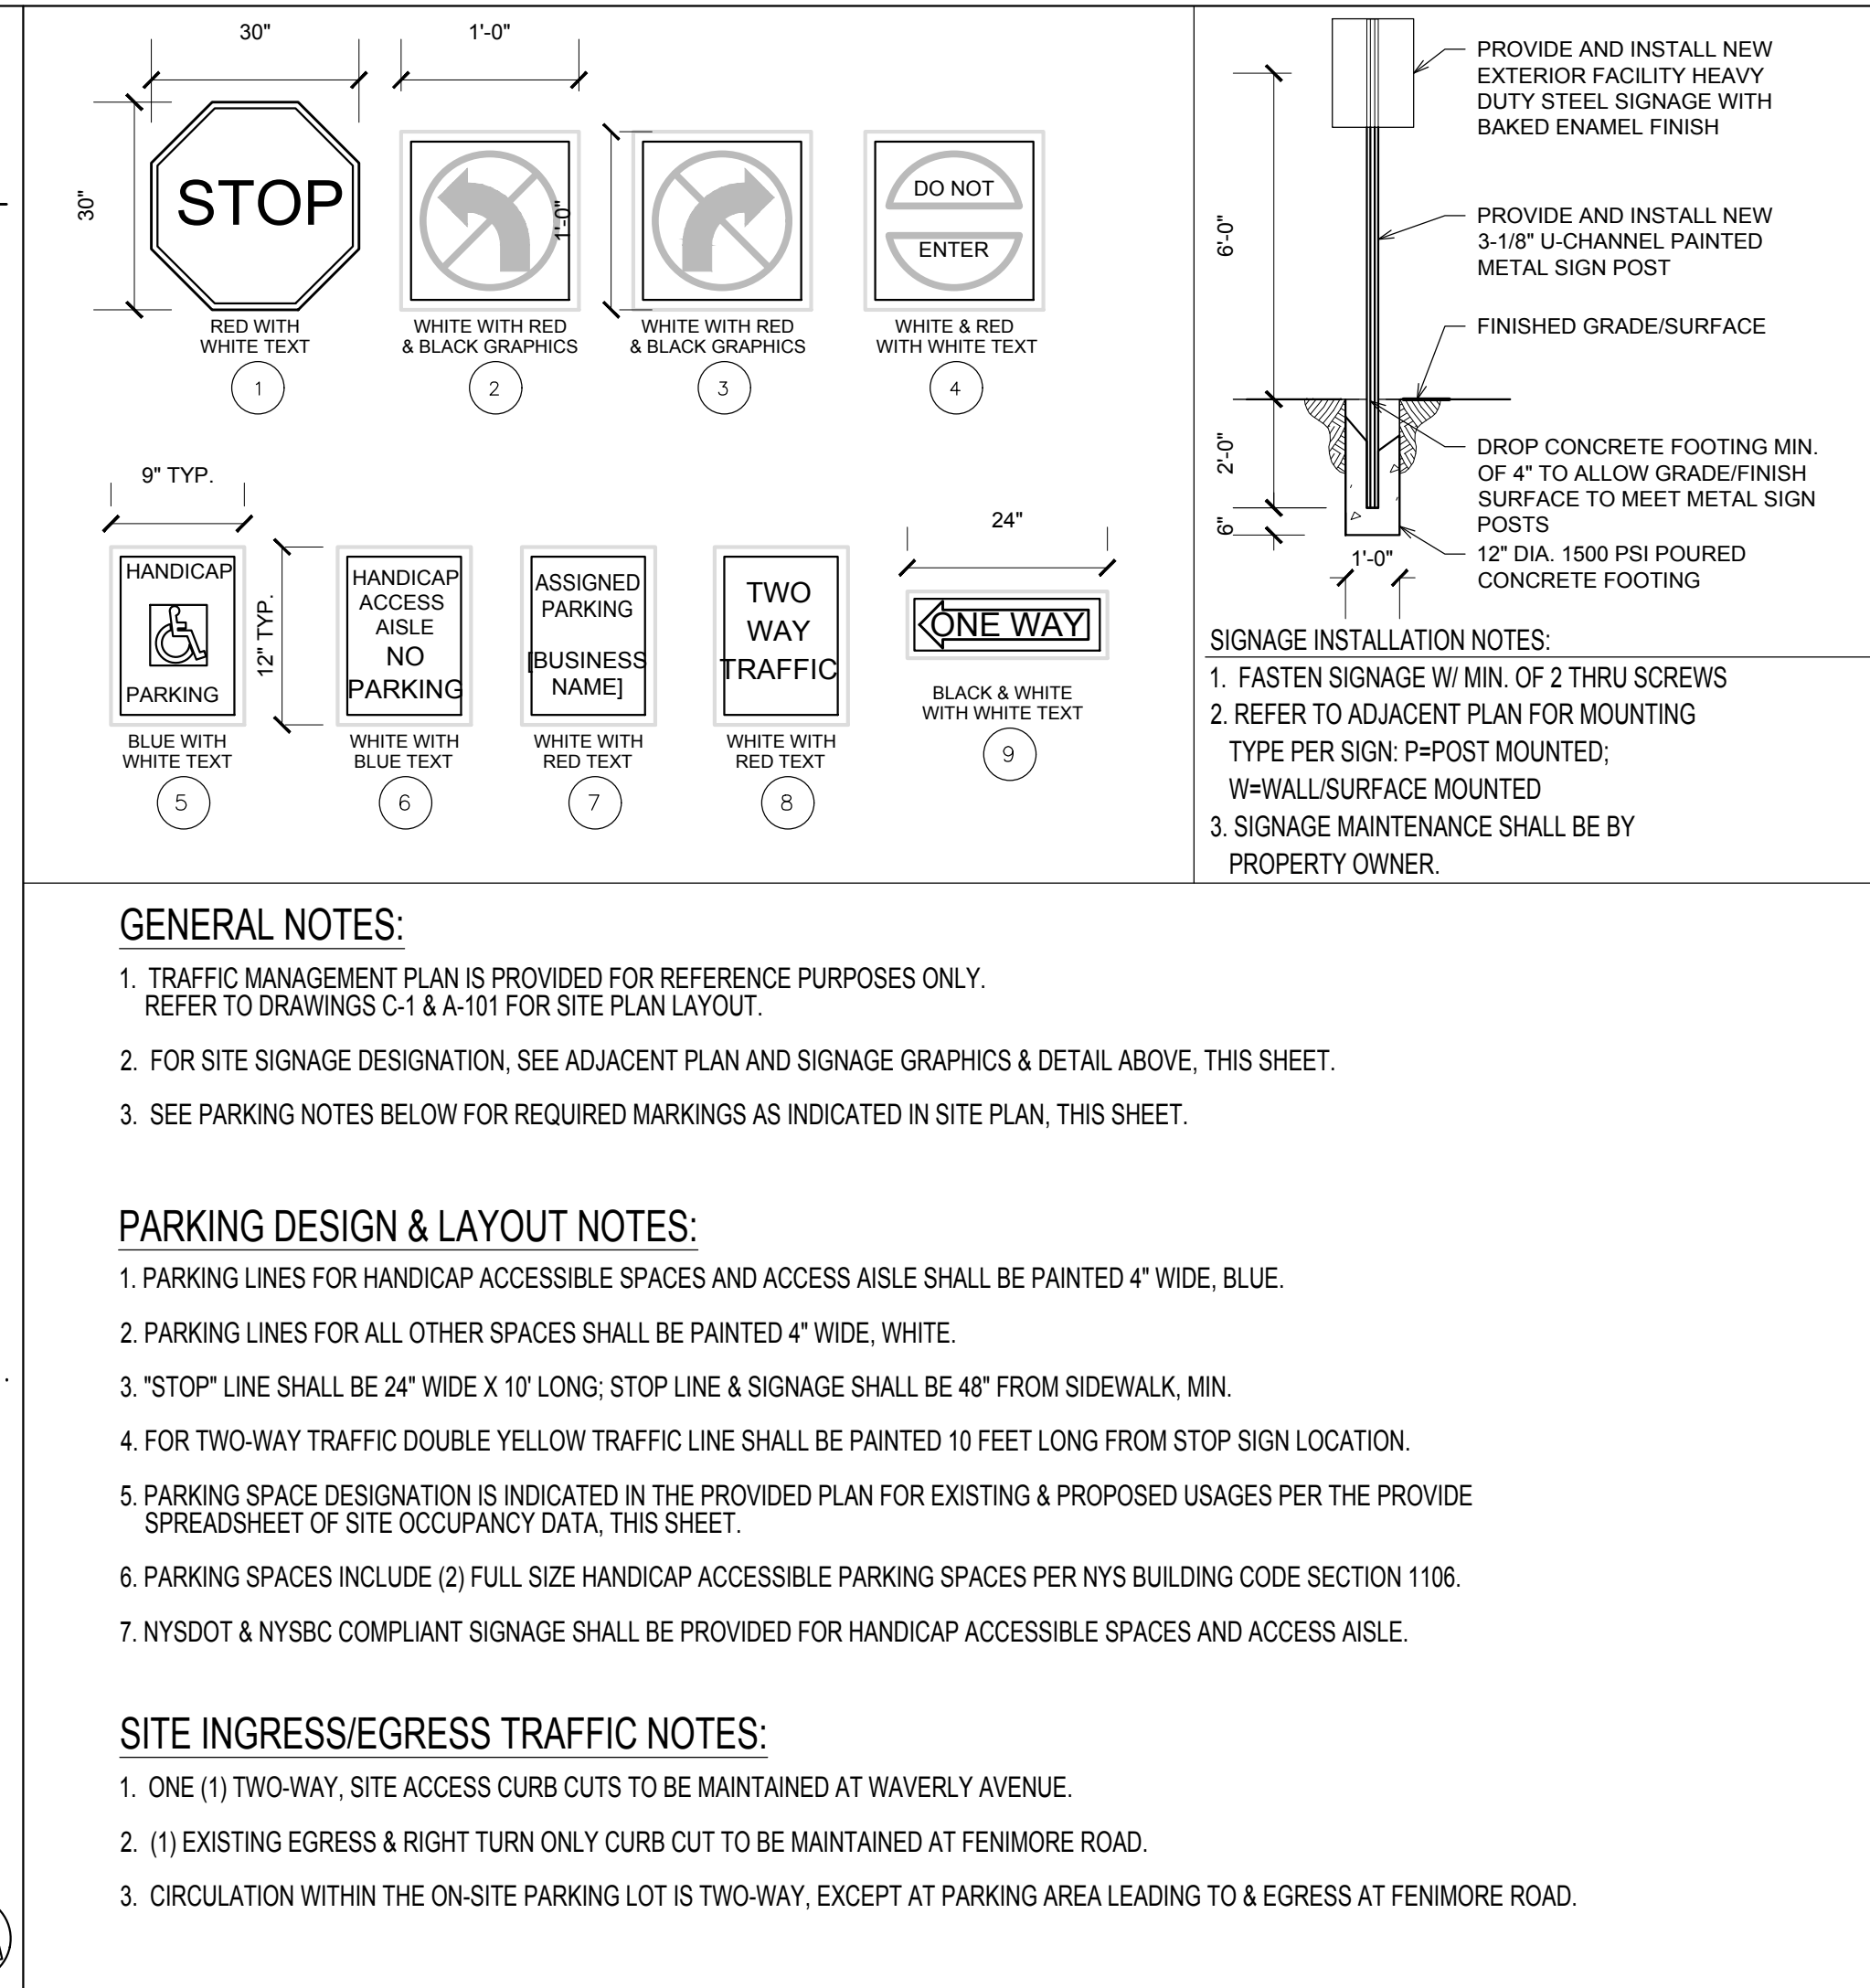 30"
1'-0"
30"
STOP
1'-0"
DO NOT
ENTER
RED WITH
WHITE TEXT
1
WHITE WITH RED
& BLACK GRAPHICS
2
WHITE WITH RED
& BLACK GRAPHICS
3
WHITE & RED
WITH WHITE TEXT
4
9" TYP.
12" TYP.
HANDICAP
PARKING
BLUE WITH
WHITE TEXT
5
HANDICAP
ACCESS
AISLE
NO
PARKING
WHITE WITH
BLUE TEXT
6
ASSIGNED
PARKING
[BUSINESS
NAME]
WHITE WITH
RED TEXT
7
TWO
WAY
TRAFFIC
WHITE WITH
RED TEXT
8
24"
ONE WAY
BLACK & WHITE
WITH WHITE TEXT
9
6'-0"
2'-0"
6"
1'-0"
PROVIDE AND INSTALL NEW
EXTERIOR FACILITY HEAVY
DUTY STEEL SIGNAGE WITH
BAKED ENAMEL FINISH
PROVIDE AND INSTALL NEW
3-1/8" U-CHANNEL PAINTED
METAL SIGN POST
FINISHED GRADE/SURFACE
DROP CONCRETE FOOTING MIN.
OF 4" TO ALLOW GRADE/FINISH
SURFACE TO MEET METAL SIGN
POSTS
12" DIA. 1500 PSI POURED
CONCRETE FOOTING
SIGNAGE INSTALLATION NOTES:
1. FASTEN SIGNAGE W/ MIN. OF 2 THRU SCREWS
2. REFER TO ADJACENT PLAN FOR MOUNTING
TYPE PER SIGN: P=POST MOUNTED;
W=WALL/SURFACE MOUNTED
3. SIGNAGE MAINTENANCE SHALL BE BY
PROPERTY OWNER.
GENERAL NOTES:
1. TRAFFIC MANAGEMENT PLAN IS PROVIDED FOR REFERENCE PURPOSES ONLY.
REFER TO DRAWINGS C-1 & A-101 FOR SITE PLAN LAYOUT.
2. FOR SITE SIGNAGE DESIGNATION, SEE ADJACENT PLAN AND SIGNAGE GRAPHICS & DETAIL ABOVE, THIS SHEET.
3. SEE PARKING NOTES BELOW FOR REQUIRED MARKINGS AS INDICATED IN SITE PLAN, THIS SHEET.
PARKING DESIGN & LAYOUT NOTES:
1. PARKING LINES FOR HANDICAP ACCESSIBLE SPACES AND ACCESS AISLE SHALL BE PAINTED 4" WIDE, BLUE.
2. PARKING LINES FOR ALL OTHER SPACES SHALL BE PAINTED 4" WIDE, WHITE.
3. "STOP" LINE SHALL BE 24" WIDE X 10' LONG; STOP LINE & SIGNAGE SHALL BE 48" FROM SIDEWALK, MIN.
4. FOR TWO-WAY TRAFFIC DOUBLE YELLOW TRAFFIC LINE SHALL BE PAINTED 10 FEET LONG FROM STOP SIGN LOCATION.
5. PARKING SPACE DESIGNATION IS INDICATED IN THE PROVIDED PLAN FOR EXISTING & PROPOSED USAGES PER THE PROVIDE
SPREADSHEET OF SITE OCCUPANCY DATA, THIS SHEET.
6. PARKING SPACES INCLUDE (2) FULL SIZE HANDICAP ACCESSIBLE PARKING SPACES PER NYS BUILDING CODE SECTION 1106.
7. NYSDOT & NYSBC COMPLIANT SIGNAGE SHALL BE PROVIDED FOR HANDICAP ACCESSIBLE SPACES AND ACCESS AISLE.
SITE INGRESS/EGRESS TRAFFIC NOTES:
1. ONE (1) TWO-WAY, SITE ACCESS CURB CUTS TO BE MAINTAINED AT WAVERLY AVENUE.
2. (1) EXISTING EGRESS & RIGHT TURN ONLY CURB CUT TO BE MAINTAINED AT FENIMORE ROAD.
3. CIRCULATION WITHIN THE ON-SITE PARKING LOT IS TWO-WAY, EXCEPT AT PARKING AREA LEADING TO & EGRESS AT FENIMORE ROAD.